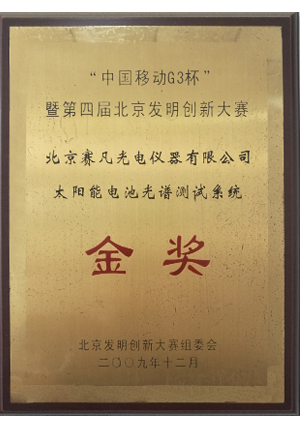 “中国移动G3杯”
暨第四届北京发明创新大赛
北京赛凡光电仪器有限公司
太阳能电池光谱测试系统
金奖
北京发明创新大赛组委会
二〇〇九年十二月